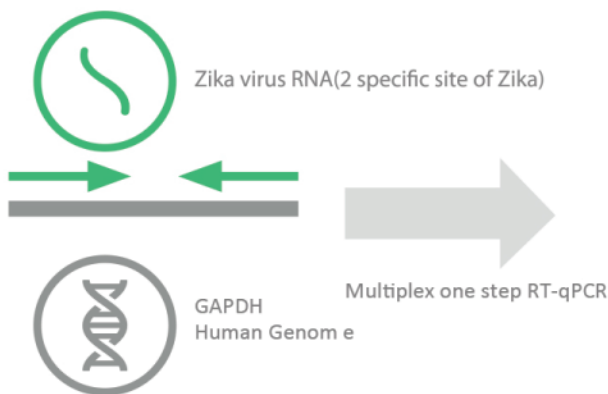 Zika virus RNA(2 specific site of Zika)
GAPDH
Human Genom e
Multiplex one step RT-qPCR